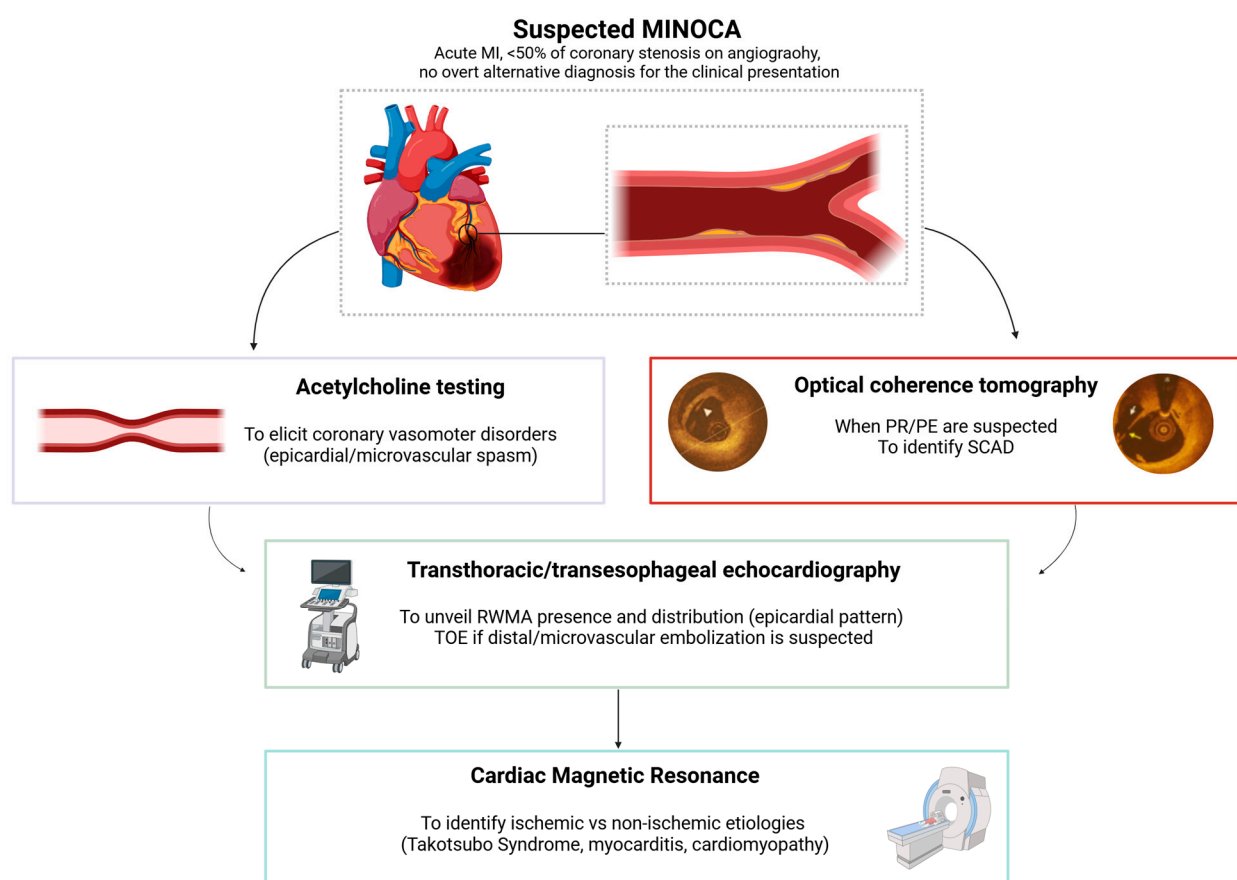 Suspected MINOCA
Acute MI, <50% of coronary stenosis on angiograohy,
no overt alternative diagnosis for the clinical presentation
Acetylcholine testing
To elicit coronary vasomoter disorders
(epicardial/microvascular spasm)
Optical coherence tomography
When PR/PE are suspected
To identify SCAD
Transthoracic/transesophageal echocardiography
To unveil RWMA presence and distribution (epicardial pattern)
TOE if distal/microvascular embolization is suspected
Cardiac Magnetic Resonance
To identify ischemic vs non-ischemic etiologies
(Takotsubo Syndrome, myocarditis, cardiomyopathy)